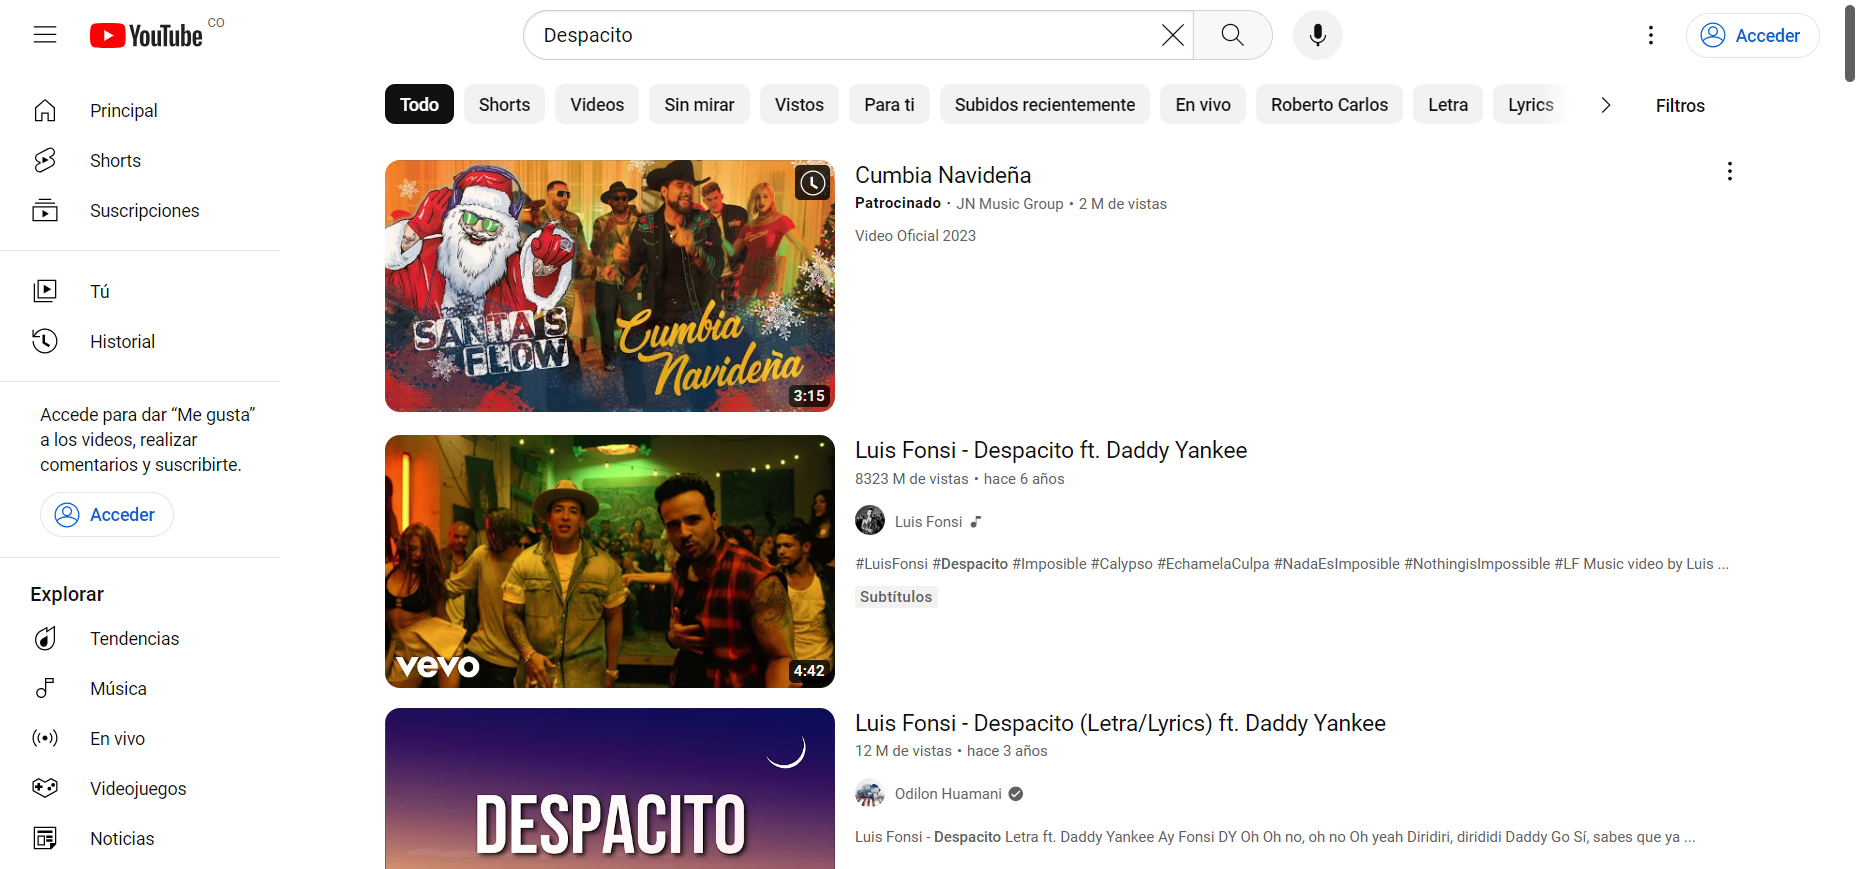 YouTube CO
Despacito
Acceder
Principal
Shorts
Suscripciones
Tú
Historial
Accede para dar “Me gusta”
a los videos, realizar
comentarios y suscribirte.
Acceder
Explorar
Tendencias
Música
En vivo
Videojuegos
Noticias
Todo Shorts Videos Sin mirar Vistos Para ti Subidos recientemente En vivo Roberto Carlos Letra Lyrics Filtros
SANTA'S
FLOW
Cumbia
Navideña
3:15
Cumbia Navideña
Patrocinado · JN Music Group • 2 M de vistas
Video Oficial 2023
vevo
4:42
Luis Fonsi - Despacito ft. Daddy Yankee
8323 M de vistas • hace 6 años
Luis Fonsi
#LuisFonsi #Despacito #Imposible #Calypso #EchamelaCulpa #NadaEsImposible #NothingisImpossible #LF Music video by Luis ...
Subtítulos
DESPACITO
Luis Fonsi - Despacito (Letra/Lyrics) ft. Daddy Yankee
12 M de vistas • hace 3 años
Odilon Huamani
Luis Fonsi - Despacito Letra ft. Daddy Yankee Ay Fonsi DY Oh Oh no, oh no Oh yeah Diridiri, dirididi Daddy Go Sí, sabes que ya ...